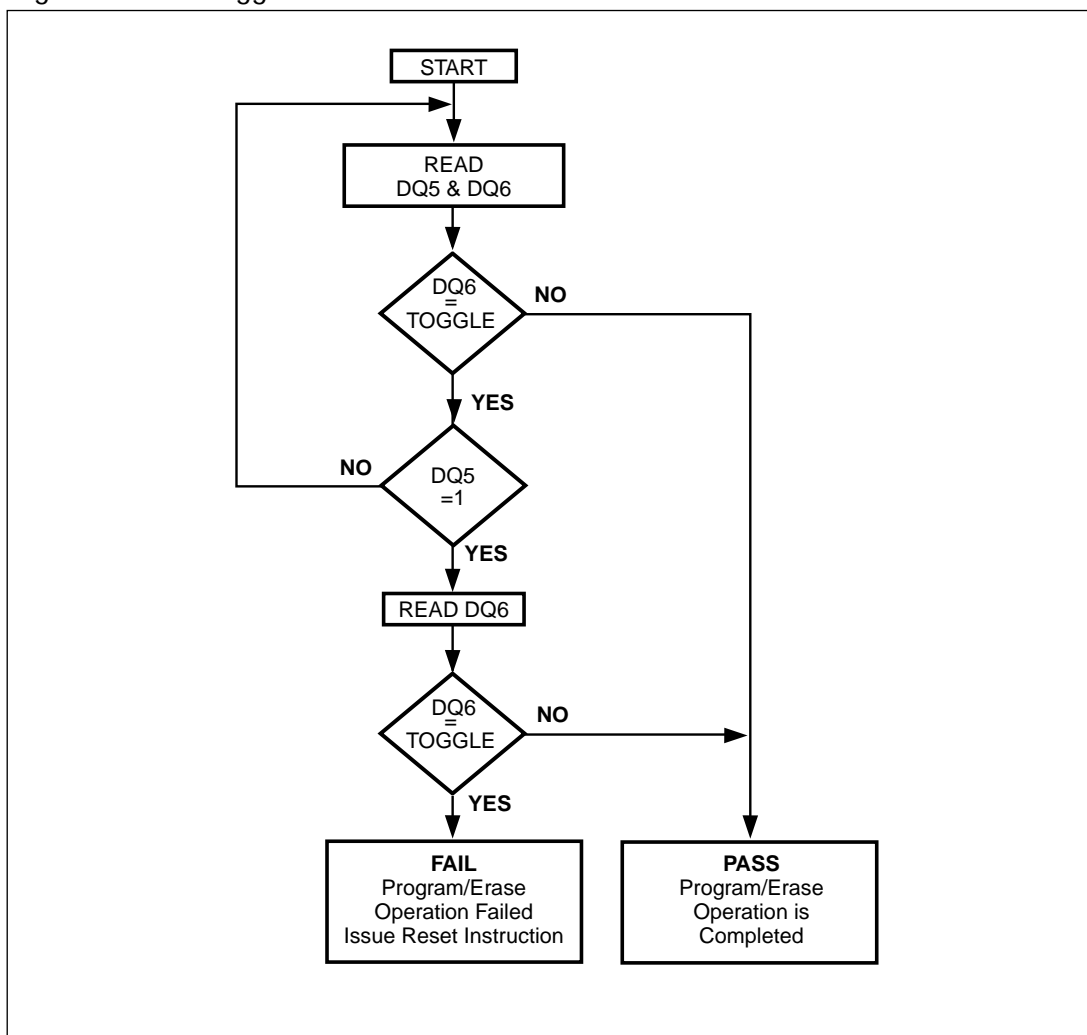 START
READ
DQ5 & DQ6
DQ6
=
TOGGLE
NO
YES
NO
DQ5
=1
YES
READ DQ6
DQ6
=
TOGGLE
NO
YES
FAIL
Program/Erase
Operation Failed
Issue Reset Instruction
PASS
Program/Erase
Operation is
Completed